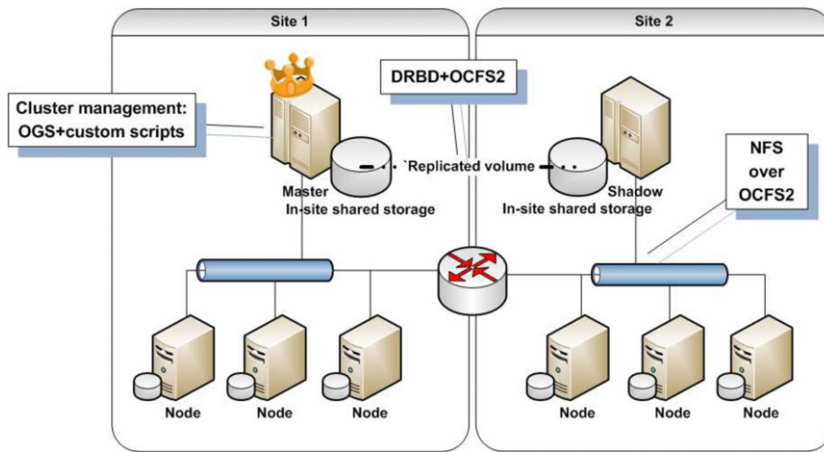 Site 1
Site 2
DRBD+OCFS2
Cluster management:
OGS+custom scripts
NFS
over
OCFS2
`Replicated volume
Master
Shadow
In-site shared storage
In-site shared storage
Node
Node
Node
Node
Node
Node